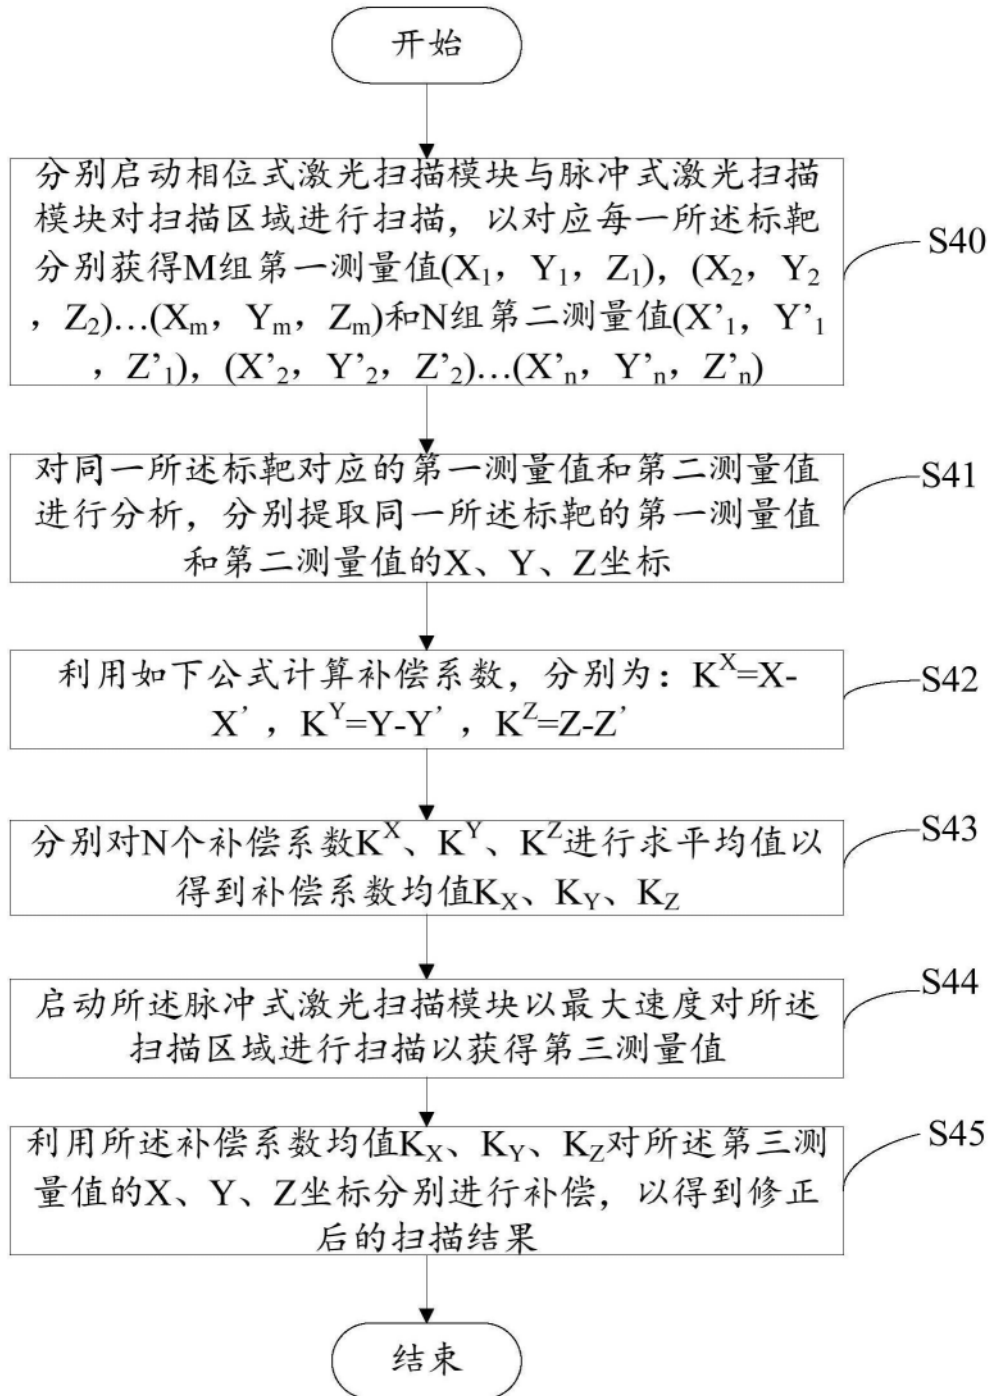 开始
分别启动相位式激光扫描模块与脉冲式激光扫描
模块对扫描区域进行扫描，以对应每一所述标靶
分别获得M组第一测量值(X₁，Y₁，Z₁)，(X₂，Y₂
，Z₂)…(Xₘ，Yₘ，Zₘ)和N组第二测量值(X’₁，Y’₁
，Z’₁)，(X’₂，Y’₂，Z’₂)…(X’ₙ，Y’ₙ，Z’ₙ)
S40
对同一所述标靶对应的第一测量值和第二测量值
进行分析，分别提取同一所述标靶的第一测量值
和第二测量值的X、Y、Z坐标
S41
利用如下公式计算补偿系数，分别为：K^X=X-
X’，K^Y=Y-Y’，K^Z=Z-Z’
S42
分别对N个补偿系数K^X、K^Y、K^Z进行求平均值以
得到补偿系数均值K_X、K_Y、K_Z
S43
启动所述脉冲式激光扫描模块以最大速度对所述
扫描区域进行扫描以获得第三测量值
S44
利用所述补偿系数均值K_X、K_Y、K_Z对所述第三测
量值的X、Y、Z坐标分别进行补偿，以得到修正
后的扫描结果
S45
结束